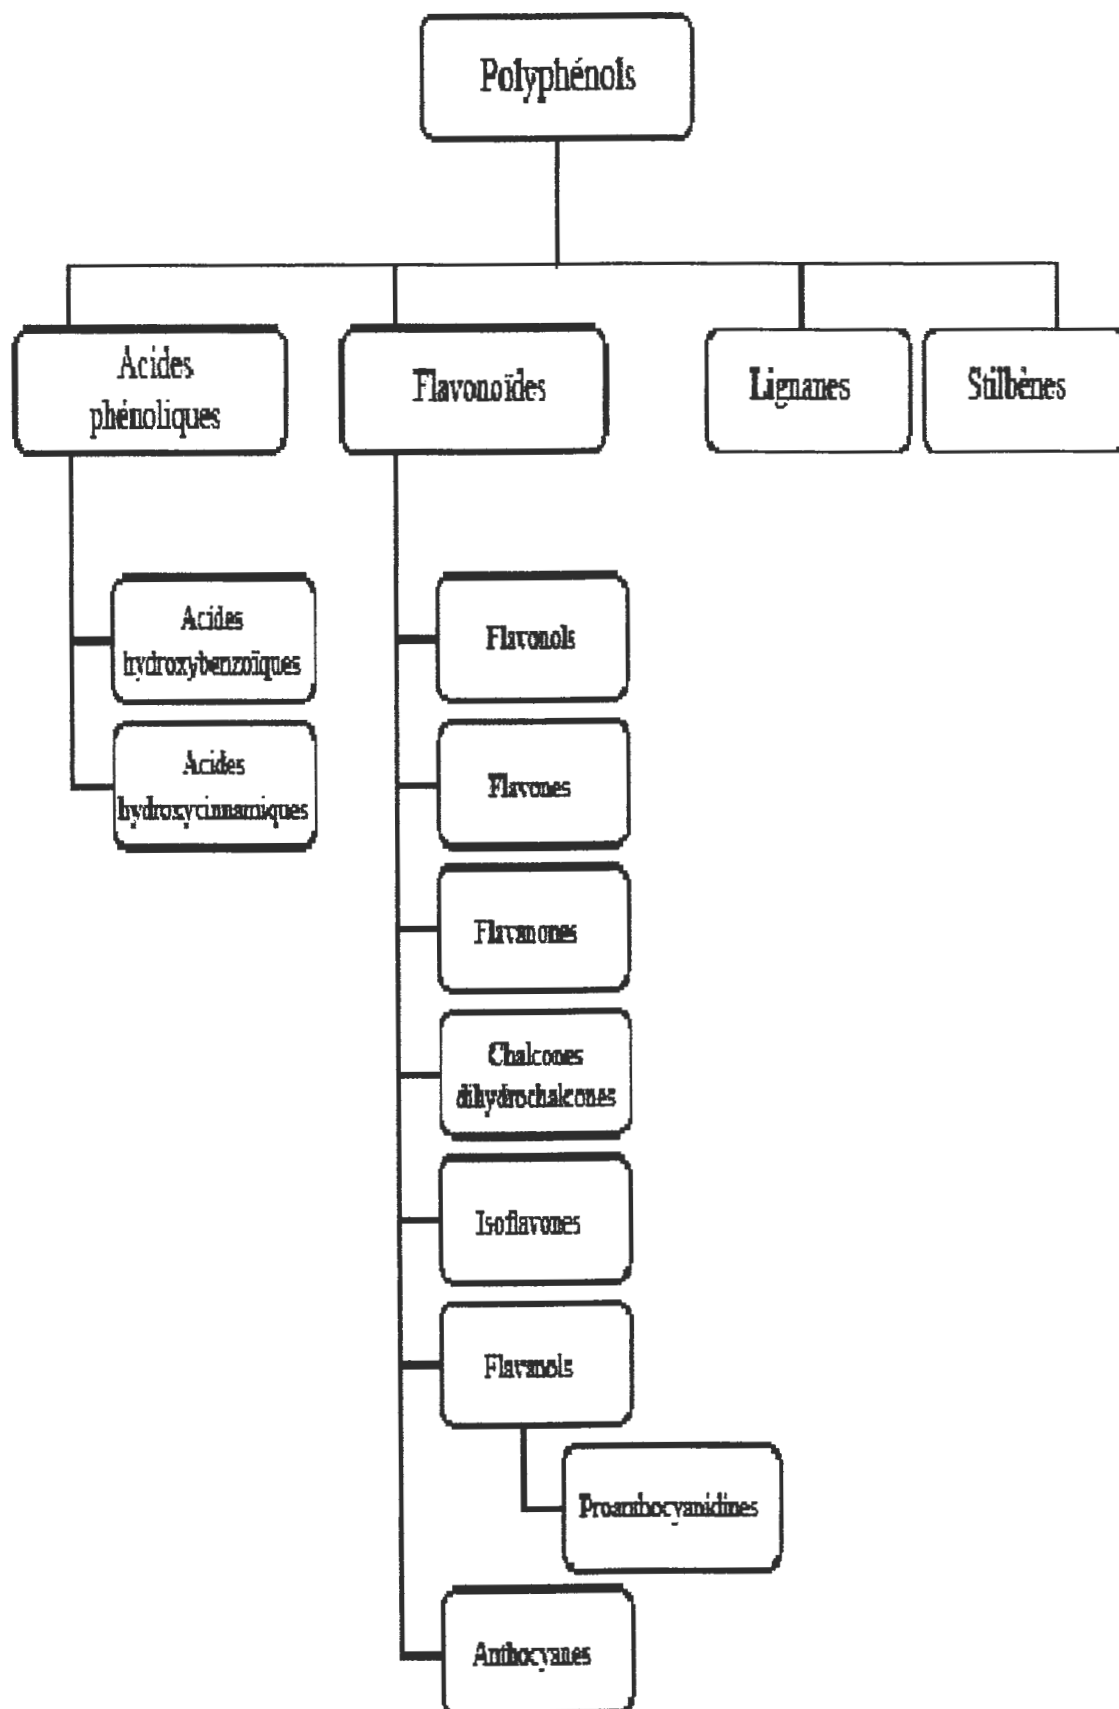 Polyphénols
Acides
phénoliques
Flavonoïdes
Lignanes
Stilbènes
Acides
hydroxybenzoïques
Acides
hydroxycinnamiques
Flavonols
Flavones
Flavanones
Chalcones
dihydrochalcones
Isoflavones
Flavanols
Proanthocyanidines
Anthocyanes